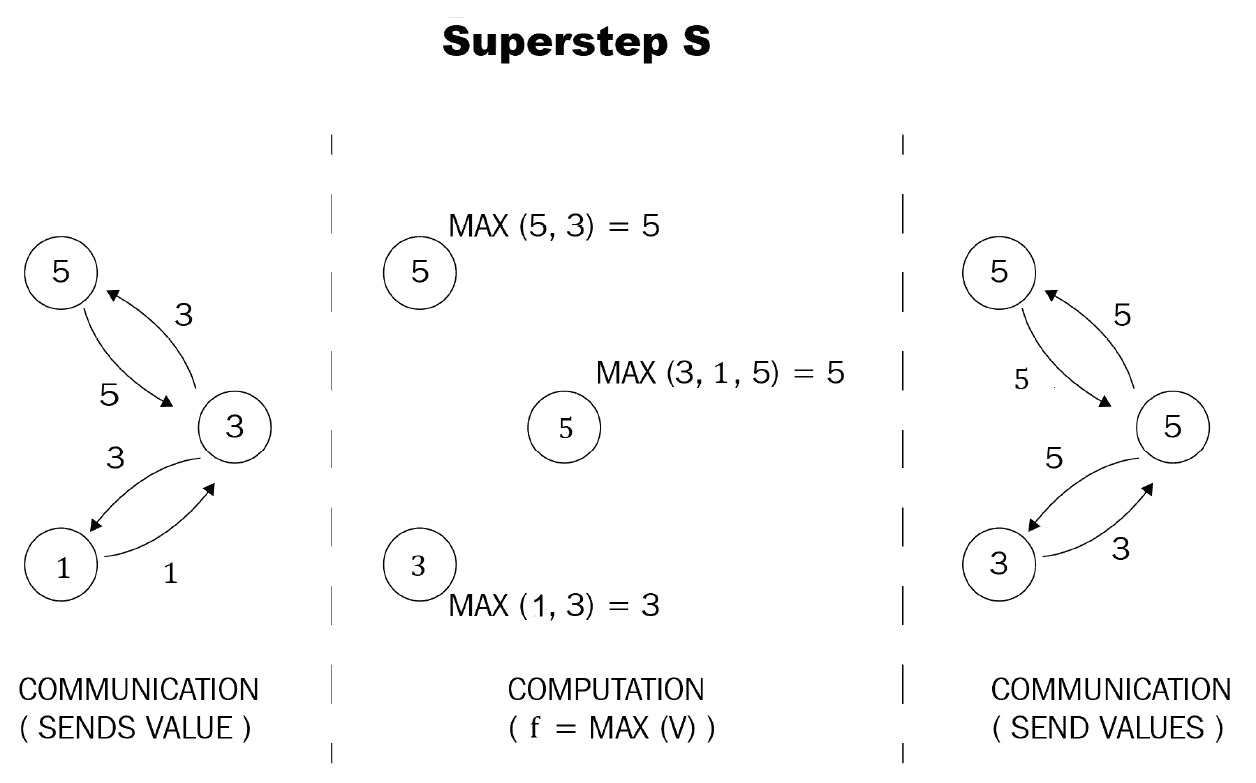 Superstep S
MAX (5, 3) = 5
5
5
5
3
5
5
5
MAX (3, 1, 5) = 5
3
5
5
3
5
1
3
3
1
3
3
MAX (1, 3) = 3
COMMUNICATION
( SENDS VALUE )
COMPUTATION
( f = MAX (V) )
COMMUNICATION
( SEND VALUES )